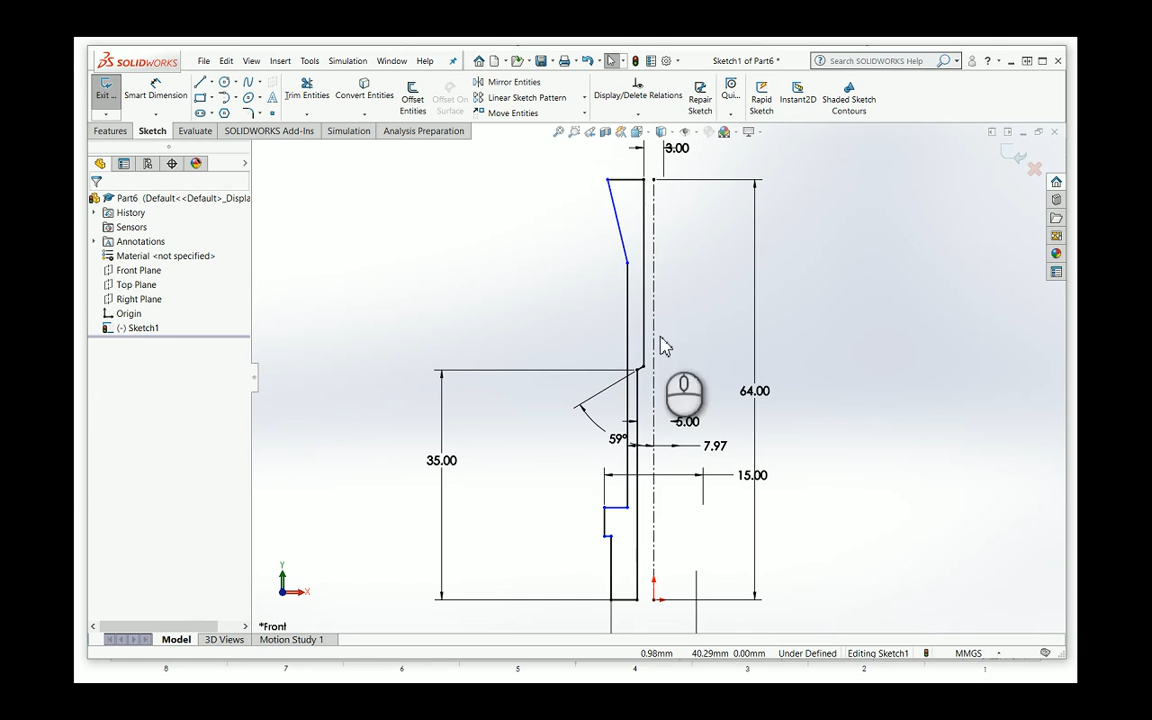 SOLIDWORKS File Edit View Insert Tools Simulation Window Help Sketch1 of Part6 * Search SOLIDWORKS Help ?
Exit ... Smart Dimension Trim Entities Convert Entities Offset Entities Offset On Surface Mirror Entities Linear Sketch Pattern Move Entities Display/Delete Relations Repair Sketch Qui... Rapid Sketch Instant2D Shaded Sketch Contours
Features Sketch Evaluate SOLIDWORKS Add-Ins Simulation Analysis Preparation
Part6 (Default<<Default>_Displa
History
Sensors
Annotations
Material <not specified>
Front Plane
Top Plane
Right Plane
Origin
(-) Sketch1
3.00
64.00
5.00
59°
7.97
35.00
15.00
Y
X
*Front
Model 3D Views Motion Study 1
0.98mm 40.29mm 0.00mm Under Defined Editing Sketch1 MMGS
8 7 6 5 4 3 2 1